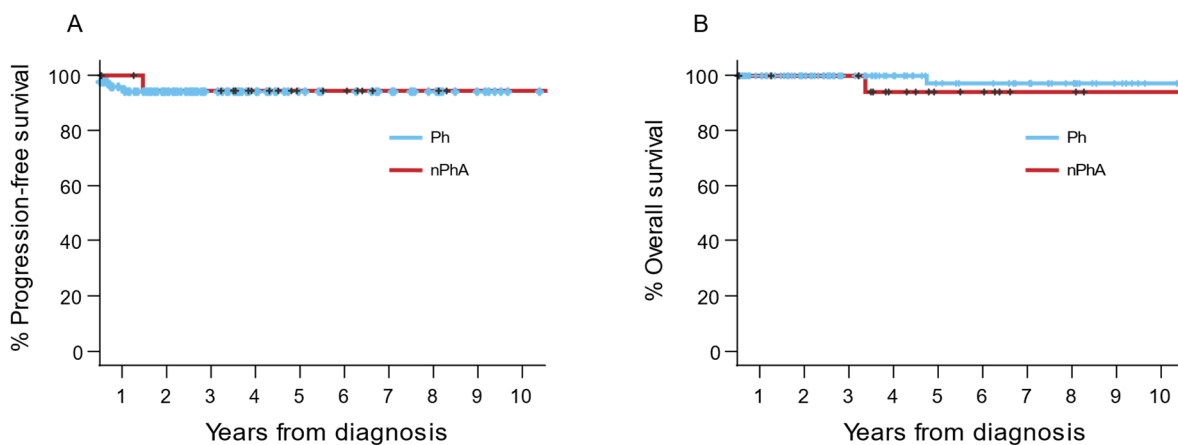 A
% Progression-free survival
100
80
60
40
20
0
Ph
nPhA
1 2 3 4 5 6 7 8 9 10
Years from diagnosis
B
% Overall survival
100
80
60
40
20
0
Ph
nPhA
1 2 3 4 5 6 7 8 9 10
Years from diagnosis